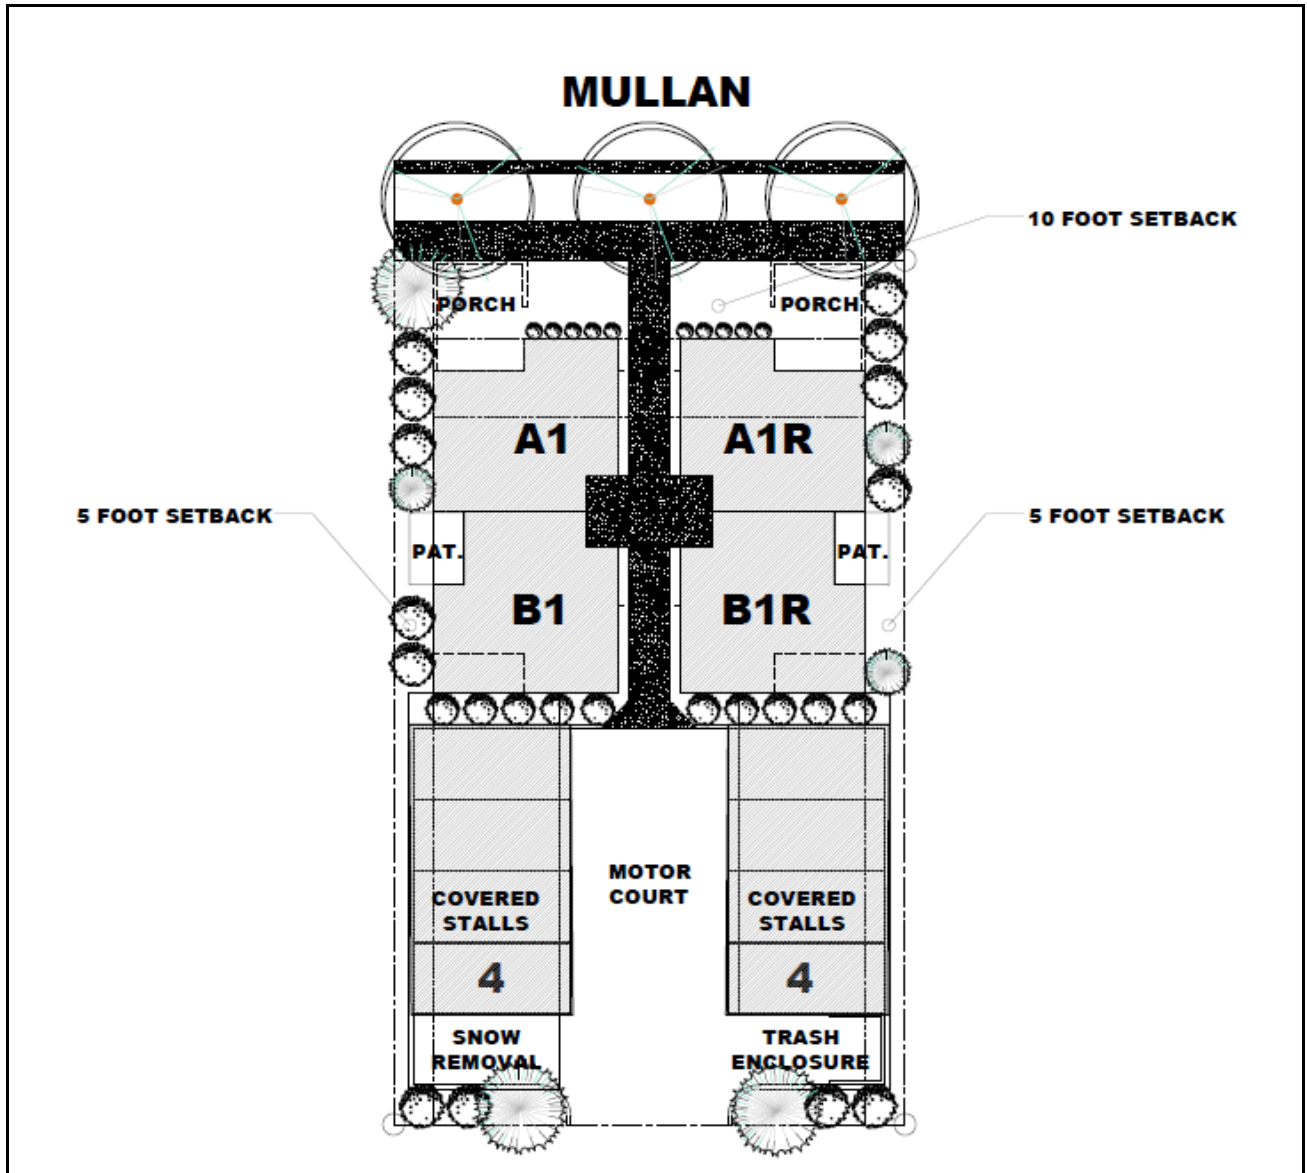 MULLAN
10 FOOT SETBACK
PORCH
PORCH
A1
A1R
5 FOOT SETBACK
5 FOOT SETBACK
PAT.
PAT.
B1
B1R
MOTOR
COURT
COVERED
STALLS
COVERED
STALLS
4
4
SNOW
REMOVAL
TRASH
ENCLOSURE